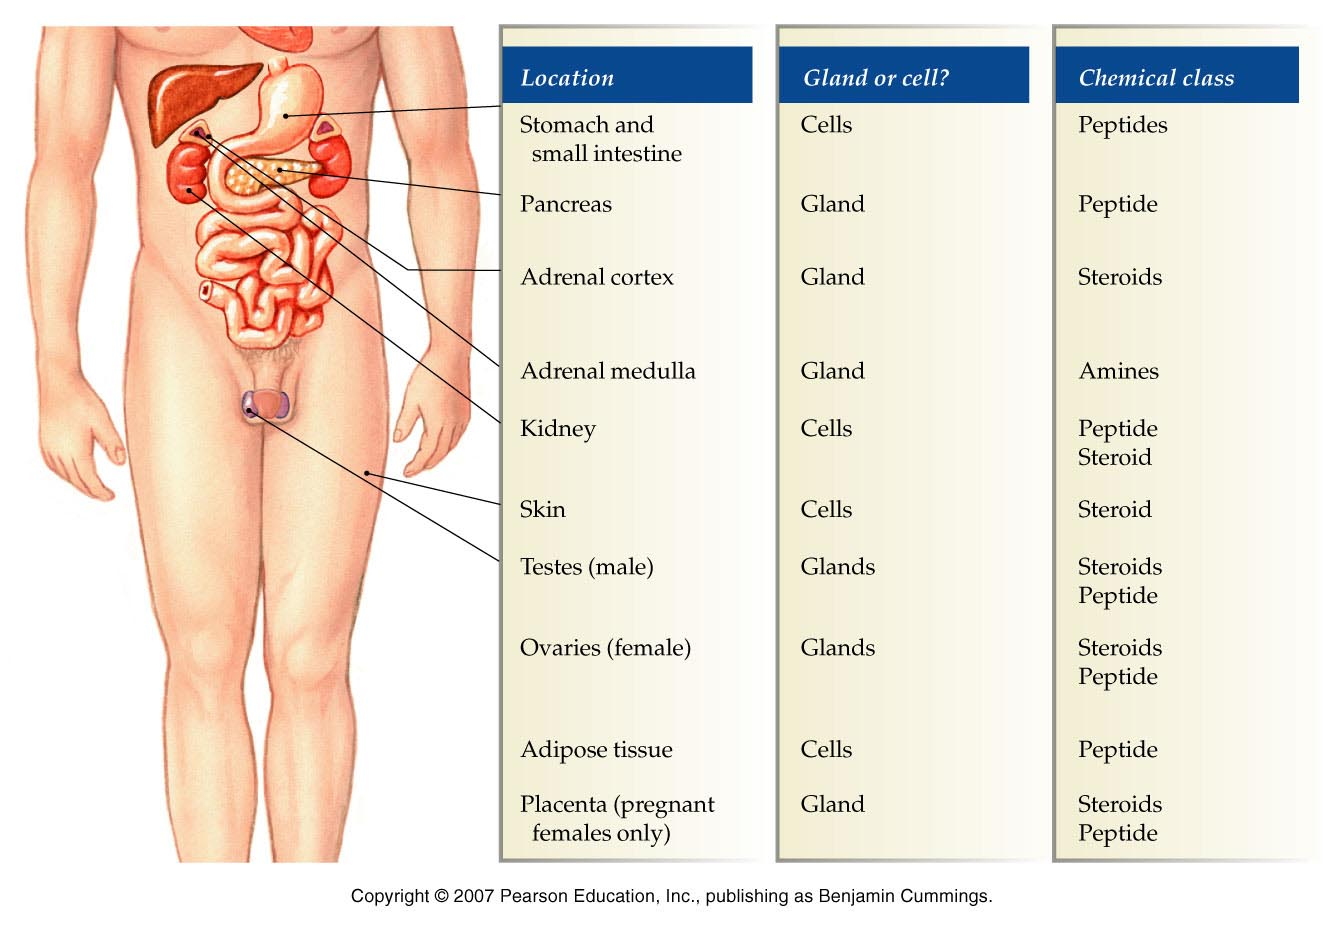 Location Gland or cell? Chemical class
Stomach and Cells Peptides
small intestine
Pancreas Gland Peptide
Adrenal cortex Gland Steroids
Adrenal medulla Gland Amines
Kidney Cells Peptide
Steroid
Skin Cells Steroid
Testes (male) Glands Steroids
Peptide
Ovaries (female) Glands Steroids
Peptide
Adipose tissue Cells Peptide
Placenta (pregnant Gland Steroids
females only) Peptide
Copyright © 2007 Pearson Education, Inc., publishing as Benjamin Cummings.